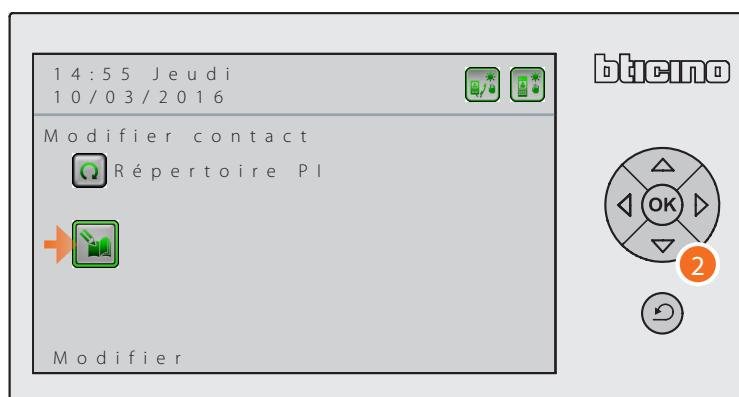 14:55 Jeudi
10/03/2016
bticino
Modifier contact
Répertoire PI
OK
2
Modifier